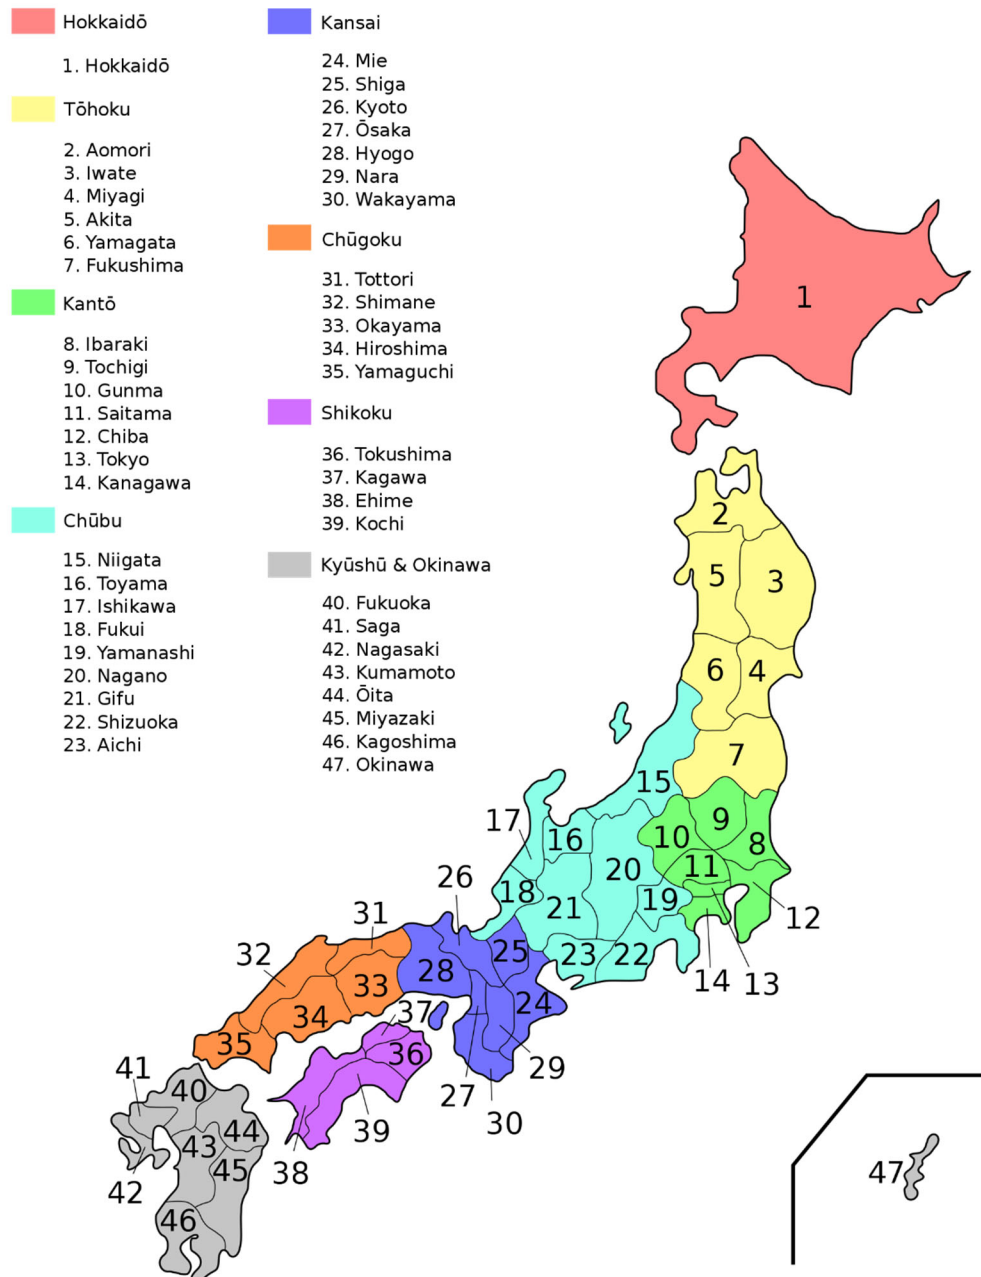 Hokkaidō
1. Hokkaidō
Tōhoku
2. Aomori
3. Iwate
4. Miyagi
5. Akita
6. Yamagata
7. Fukushima
Kantō
8. Ibaraki
9. Tochigi
10. Gunma
11. Saitama
12. Chiba
13. Tokyo
14. Kanagawa
Chūbu
15. Niigata
16. Toyama
17. Ishikawa
18. Fukui
19. Yamanashi
20. Nagano
21. Gifu
22. Shizuoka
23. Aichi
Kansai
24. Mie
25. Shiga
26. Kyoto
27. Ōsaka
28. Hyogo
29. Nara
30. Wakayama
Chūgoku
31. Tottori
32. Shimane
33. Okayama
34. Hiroshima
35. Yamaguchi
Shikoku
36. Tokushima
37. Kagawa
38. Ehime
39. Kochi
Kyūshū & Okinawa
40. Fukuoka
41. Saga
42. Nagasaki
43. Kumamoto
44. Ōita
45. Miyazaki
46. Kagoshima
47. Okinawa
1
2
5
3
6
4
7
15
17
16
10
9
8
11
20
26
18
21
19
12
31
32
28
25
23
22
14
13
33
24
34
37
35
36
29
41
40
27
30
39
44
43
38
45
42
46
47